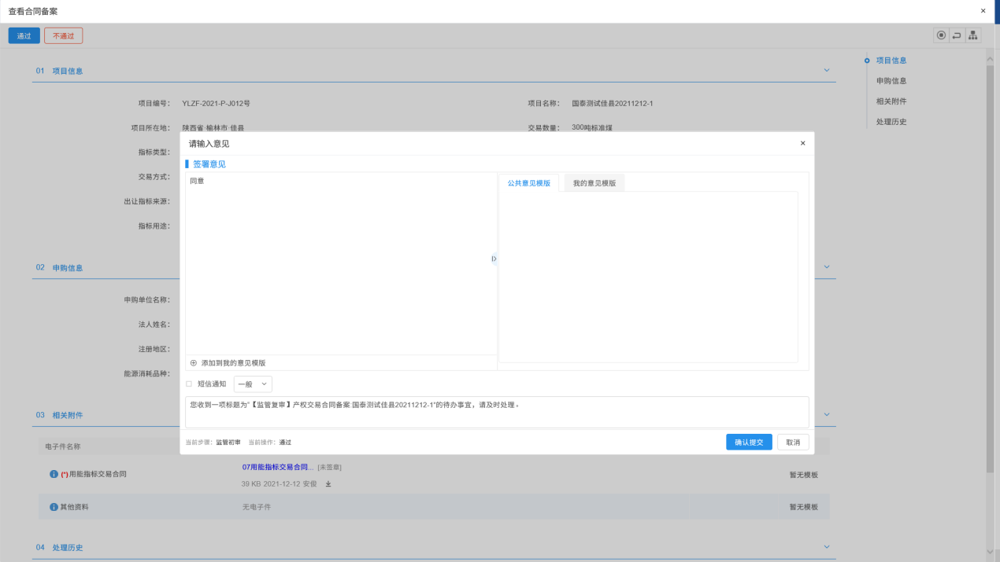 查看合同备案
通过 不通过
01 项目信息
项目编号： YLZF-2021-P-J012号 项目名称： 国泰测试佳县20211212-1
项目所在地： 陕西省·榆林市·佳县 交易数量： 300吨标准煤
指标类型：
交易方式：
出让指标来源：
指标用途：
02 申购信息
申购单位名称：
法人姓名：
注册地区：
能源消耗品种：
03 相关附件
电子件名称
(*)用能指标交易合同 07用能指标交易合同... [未签章] 暂无模板
39 KB 2021-12-12 安俊
其他资料 无电子件 暂无模板
04 处理历史
项目信息
申购信息
相关附件
处理历史
请输入意见
签署意见
同意
公共意见模版 我的意见模版
添加到我的意见模版
短信通知 一般
您收到一项标题为"【监管复审】产权交易合同备案:国泰测试佳县20211212-1"的待办事宜，请及时处理。
当前步骤：监管初审 当前操作：通过 确认提交 取消